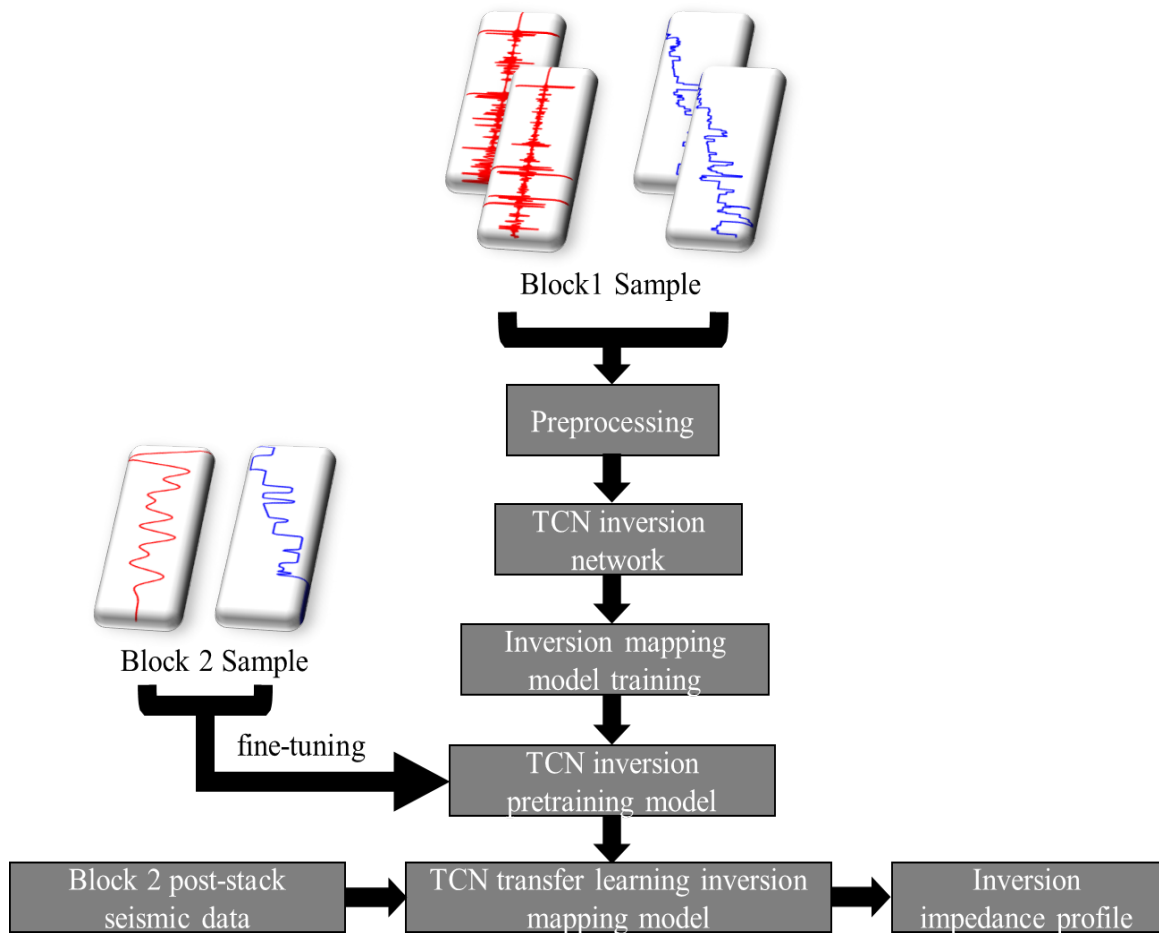 Block1 Sample
Preprocessing
TCN inversion
network
Inversion mapping
model training
Block 2 Sample
fine-tuning
TCN inversion
pretraining model
Block 2 post-stack
seismic data
TCN transfer learning inversion
mapping model
Inversion
impedance profile